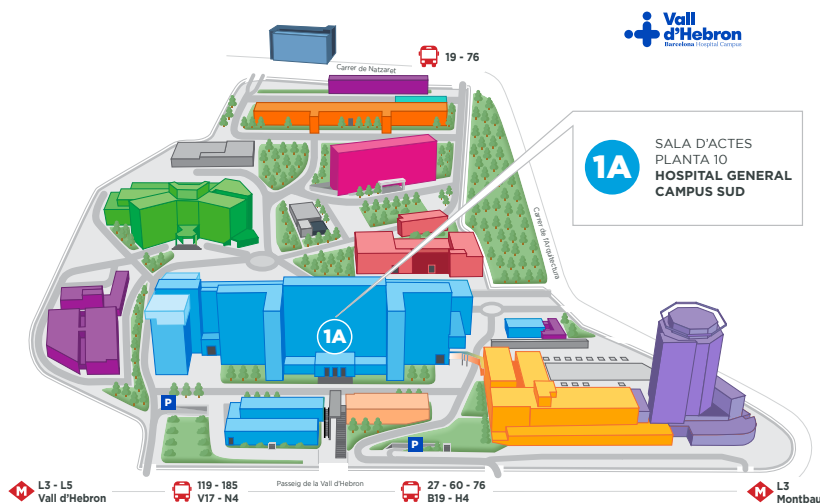 Vall
d'Hebron
Barcelona Hospital Campus
19 - 76
Carrer de Natzaret
1A
SALA D'ACTES
PLANTA 10
HOSPITAL GENERAL
CAMPUS SUD
Carrer de l'Arquitectura
1A
P
P
Passeig de la Vall d'Hebron
M
L3 - L5
Vall d'Hebron
119 - 185
V17 - N4
27 - 60 - 76
B19 - H4
M
L3
Montbau